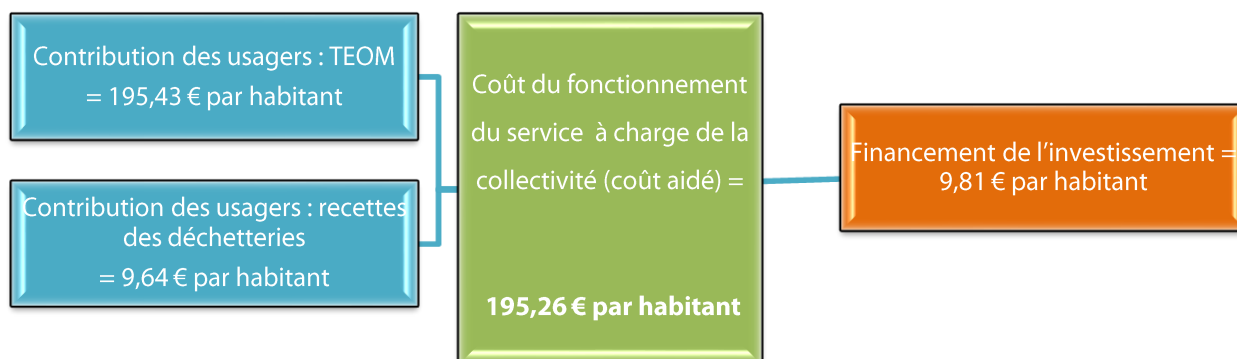 Contribution des usagers : TEOM
= 195,43 € par habitant
Contribution des usagers : recettes
des déchetteries
= 9,64 € par habitant
Coût du fonctionnement
du service à charge de la
collectivité (coût aidé) =
195,26 € par habitant
Financement de l’investissement =
9,81 € par habitant